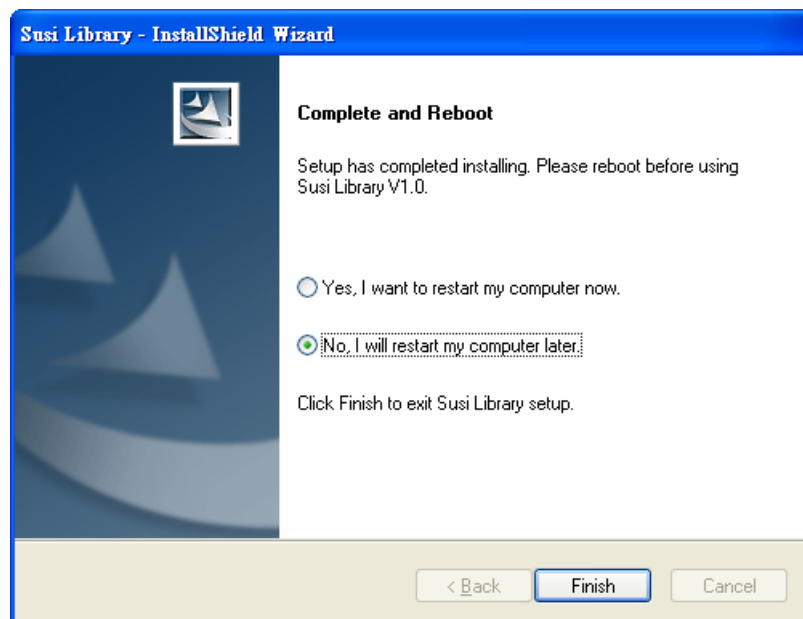 Susi Library - InstallShield Wizard
Complete and Reboot
Setup has completed installing. Please reboot before using
Susi Library V1.0.
Yes, I want to restart my computer now.
No, I will restart my computer later.
Click Finish to exit Susi Library setup.
< Back Finish Cancel